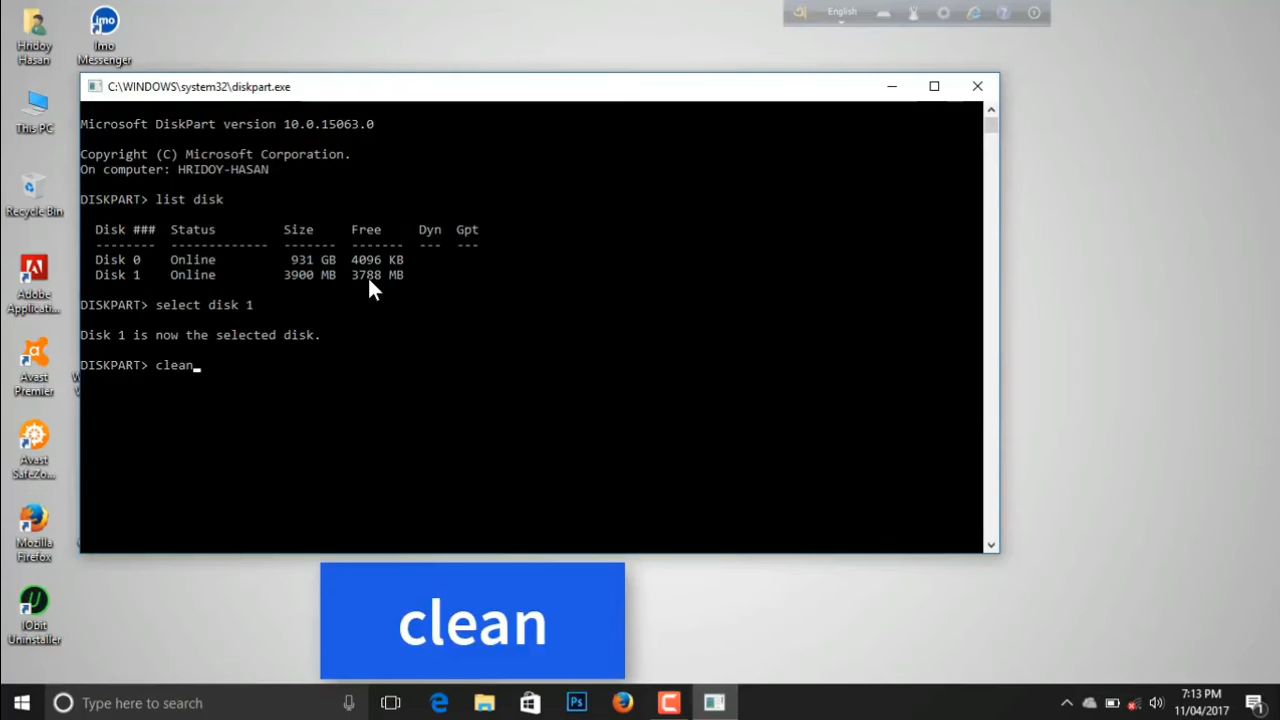 Hridoy
Hasan
imo
Imo
Messenger
This PC
Recycle Bin
Adobe
Applicati...
Avast
Premier
Avast
SafeZo...
Mozilla
Firefox
IObit
Uninstaller
English
C:\WINDOWS\system32\diskpart.exe
Microsoft DiskPart version 10.0.15063.0
Copyright (C) Microsoft Corporation.
On computer: HRIDOY-HASAN
DISKPART> list disk
Disk ### Status Size Free Dyn Gpt
-------- ------------- ------- ------- --- ---
Disk 0 Online 931 GB 4096 KB
Disk 1 Online 3900 MB 3788 MB
DISKPART> select disk 1
Disk 1 is now the selected disk.
DISKPART> clean
clean
Type here to search
Ps
7:13 PM
11/04/2017
1